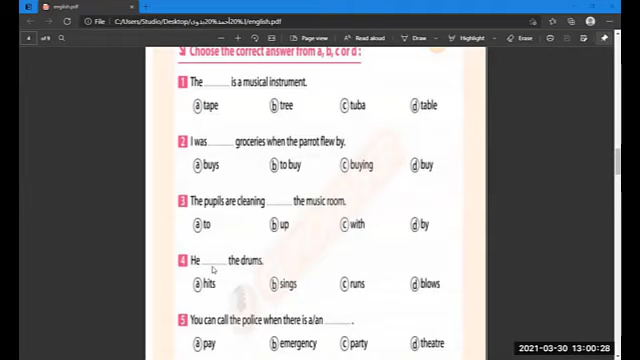 english.pdf
File | C:/Users/Studio/Desktop/
/english.pdf
4 of 9
Page view
Read aloud
Draw
Highlight
Erase
Choose the correct answer from a, b, c or d :
1 The ........... is a musical instrument.
a tape b tree c tuba d table
2 I was ........... groceries when the parrot flew by.
a buys b to buy c buying d buy
3 The pupils are cleaning ........... the music room.
a to b up c with d by
4 He ........... the drums.
a hits b sings c runs d blows
5 You can call the police when there is a/an ........... .
a pay b emergency c party d theatre
2021-03-30 13:00:28